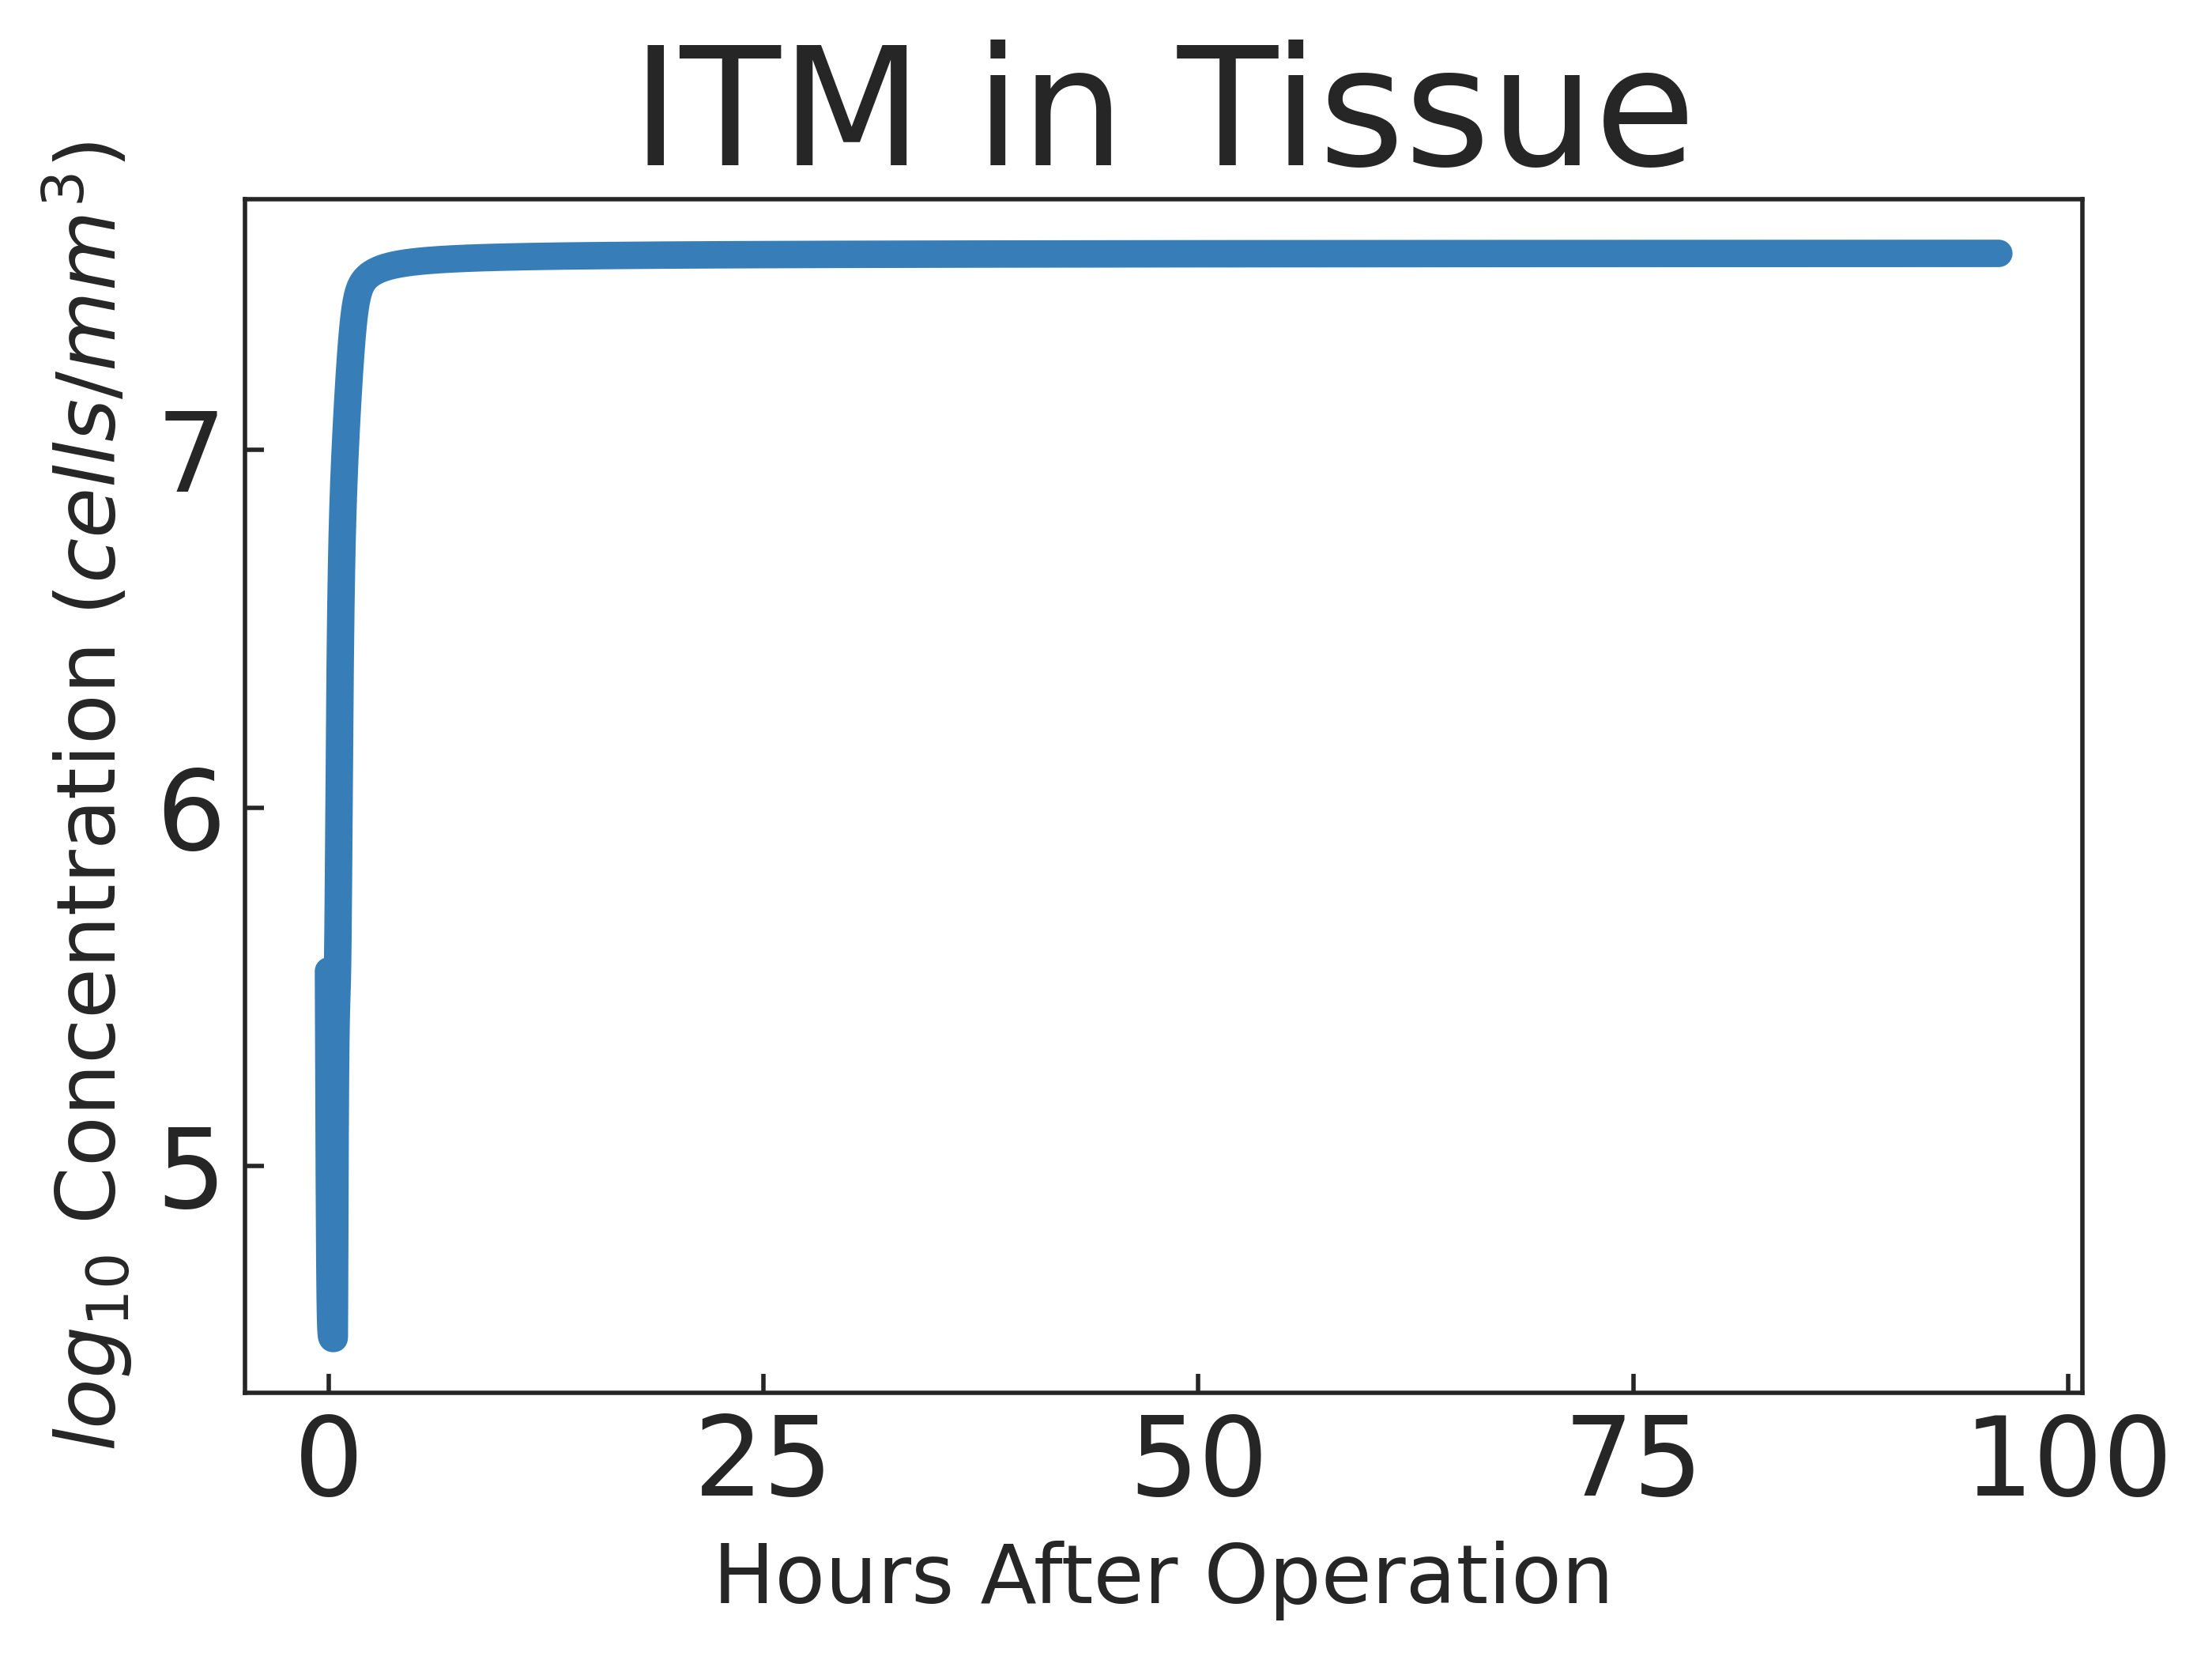 ITM in Tissue
log₁₀ Concentration (cells/mm³)
7
6
5
0 25 50 75 100
Hours After Operation